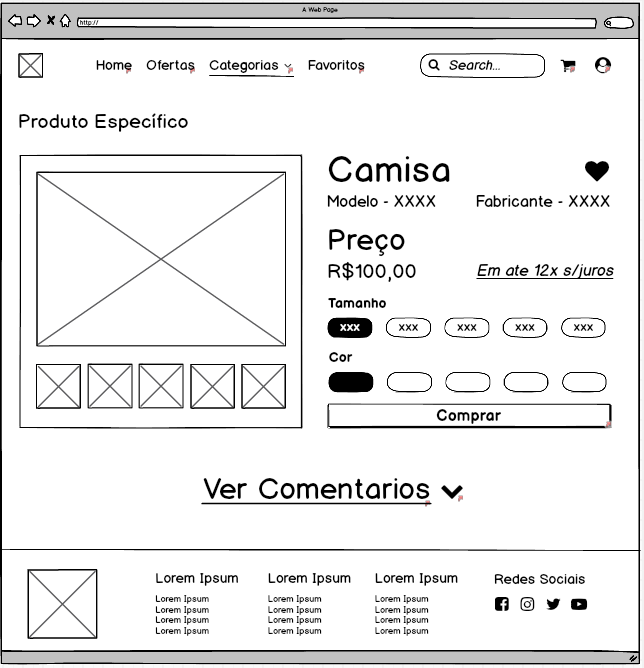 A Web Page
http://
Home Ofertas Categorias Favoritos Search...
Produto Específico
Camisa
Modelo - XXXX Fabricante - XXXX
Preço
R$100,00 Em ate 12x s/juros
Tamanho
xxx xxx xxx xxx xxx
Cor
Comprar
Ver Comentarios
Lorem Ipsum Lorem Ipsum Lorem Ipsum Redes Sociais
Lorem Ipsum Lorem Ipsum Lorem Ipsum
Lorem Ipsum Lorem Ipsum Lorem Ipsum
Lorem Ipsum Lorem Ipsum Lorem Ipsum
Lorem Ipsum Lorem Ipsum Lorem Ipsum